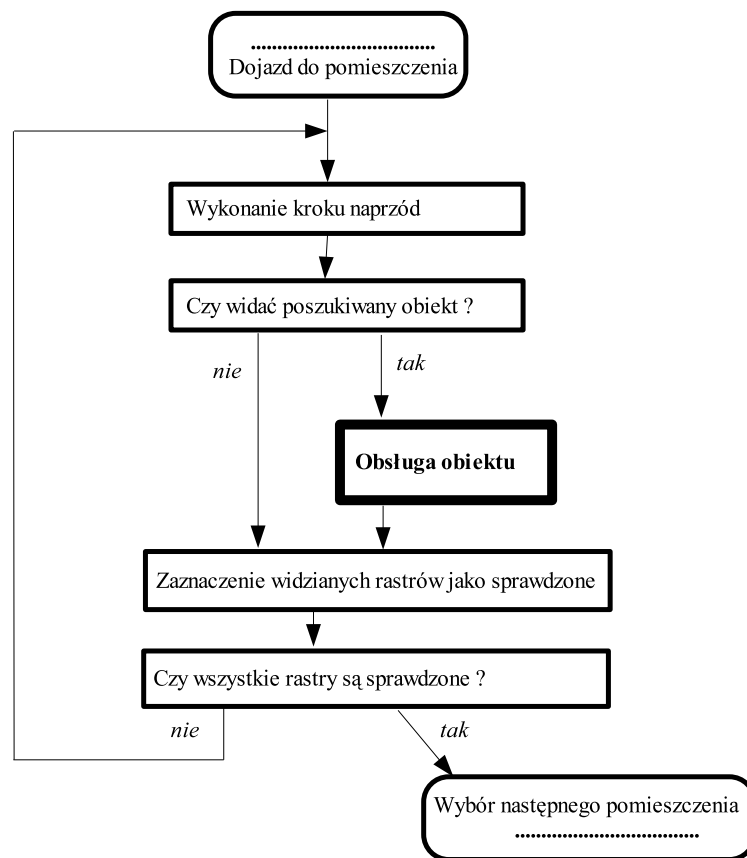 Dojazd do pomieszczenia
Wykonanie kroku naprzód
Czy widać poszukiwany obiekt ?
nie
tak
Obsługa obiektu
Zaznaczenie widzianych rastrów jako sprawdzone
Czy wszystkie rastry są sprawdzone ?
nie
tak
Wybór następnego pomieszczenia